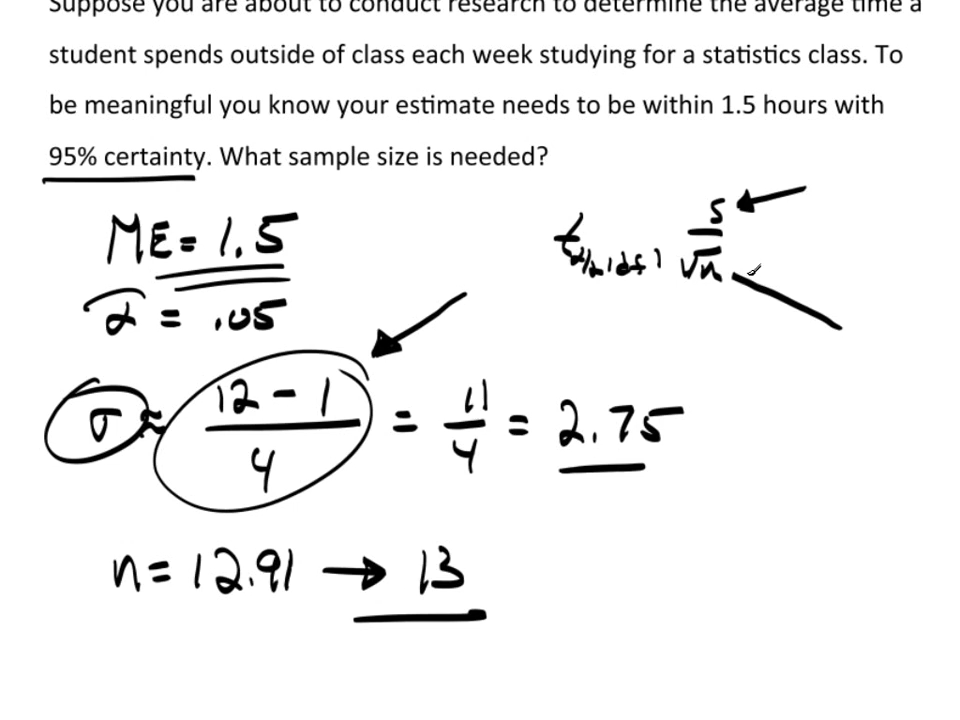 Suppose you are about to conduct research to determine the average time a
student spends outside of class each week studying for a statistics class. To
be meaningful you know your estimate needs to be within 1.5 hours with
95% certainty. What sample size is needed?
ME = 1.5
t α/2, df, s/√n
α = .05
σ ≈ 12 - 1 / 4 = 11/4 = 2.75
n = 12.91 → 13